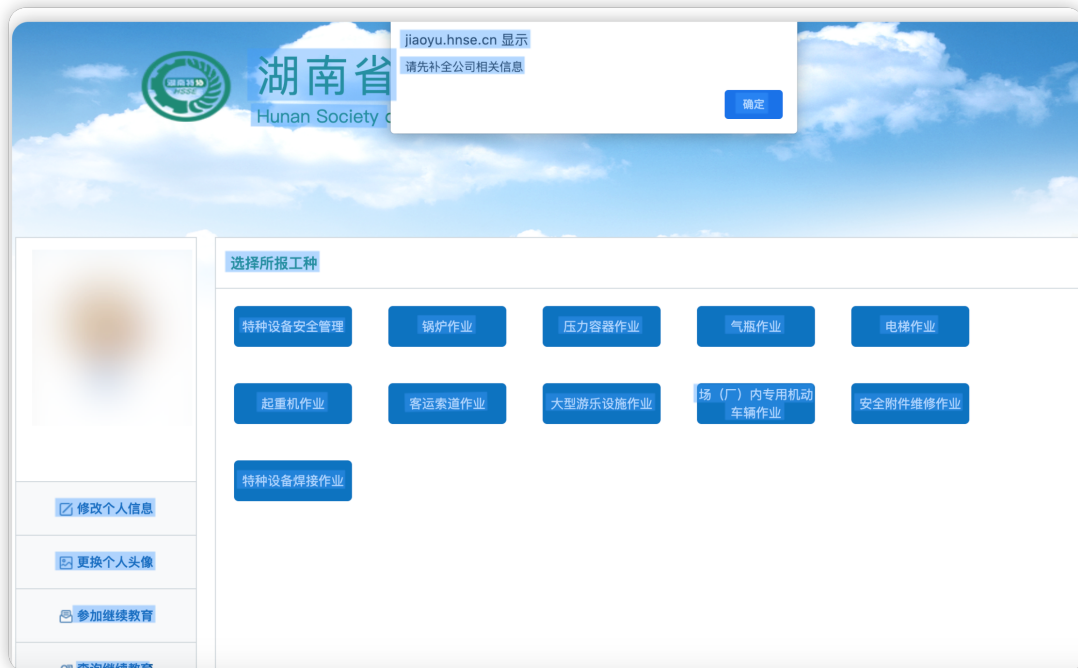 jiaoyu.hnse.cn 显示
请先补全公司相关信息
确定
湖南省
Hunan Society
选择所报工种
特种设备安全管理
锅炉作业
压力容器作业
气瓶作业
电梯作业
起重机作业
客运索道作业
大型游乐设施作业
场（厂）内专用机动
车辆作业
安全附件维修作业
特种设备焊接作业
修改个人信息
更换个人头像
参加继续教育
查询继续教育